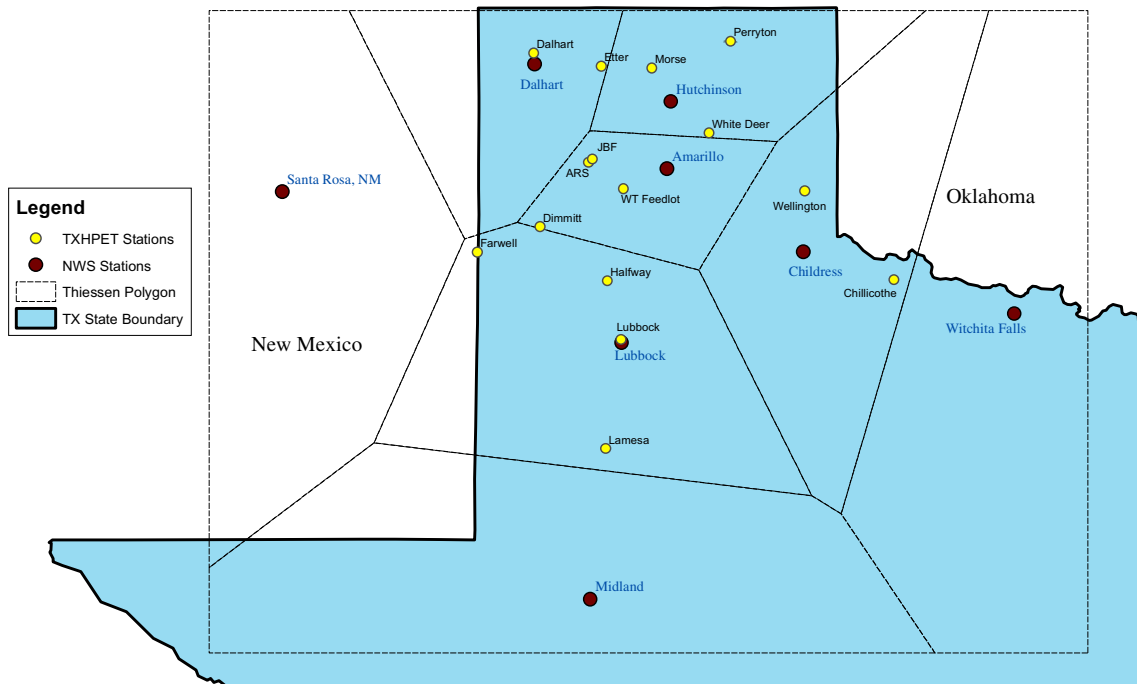 Perryton
Dalhart
Etter
Morse
Dalhart
Hutchinson
White Deer
JBF
Amarillo
ARS
Santa Rosa, NM
WT Feedlot
Wellington
Oklahoma
Legend
TXHPET Stations
NWS Stations
Thiessen Polygon
TX State Boundary
Dimmitt
Farwell
Halfway
Childress
Chillicothe
Lubbock
Witchita Falls
New Mexico
Lubbock
Lamesa
Midland